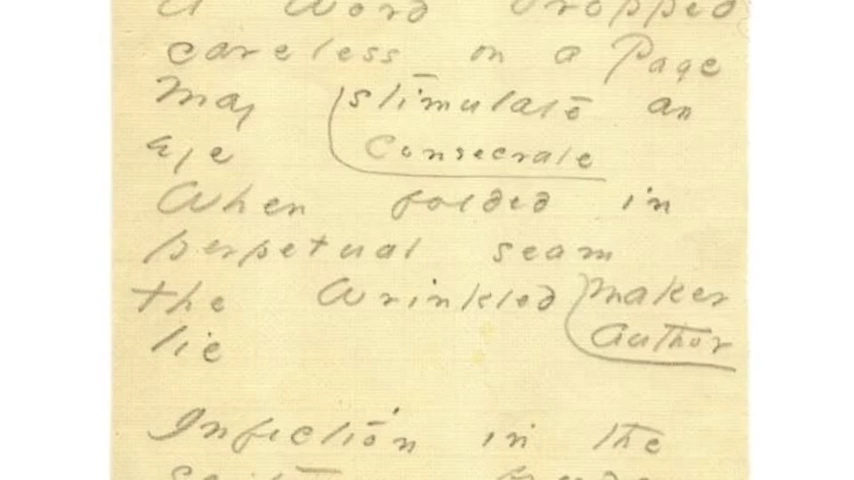 A Word dropped
careless on a Page
May stimulate an
Eye Consecrate
When folded in
perpetual seam
The Wrinkled Maker
lie Author
Infection in the